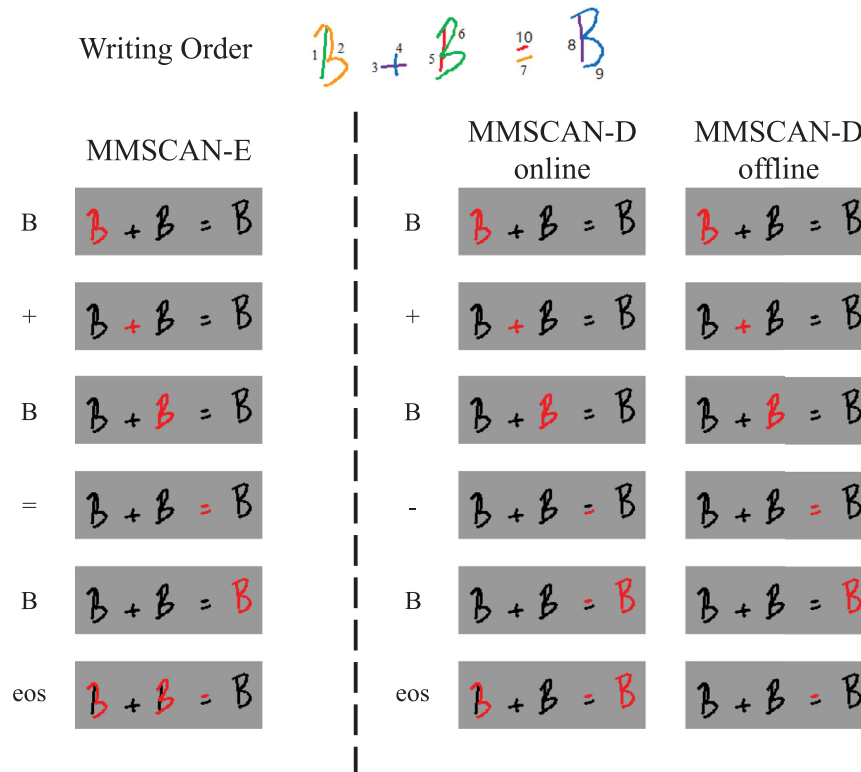 Writing Order
1 B 2 3 + 4 5 B 6 10 = 7 8 B 9
MMSCAN-E
MMSCAN-D
online
MMSCAN-D
offline
B B + B = B B B + B = B B + B = B
+ B + B = B + B + B = B B + B = B
B B + B = B B B + B = B B + B = B
= B + B = B - B + B = B B + B = B
B B + B = B B B + B = B B + B = B
eos B + B = B eos B + B = B B + B = B